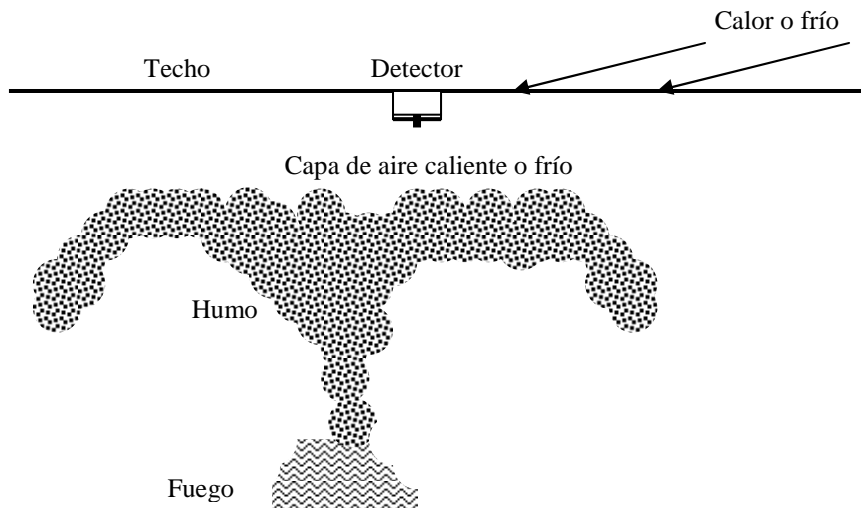 Calor o frío
Techo
Detector
Capa de aire caliente o frío
Humo
Fuego